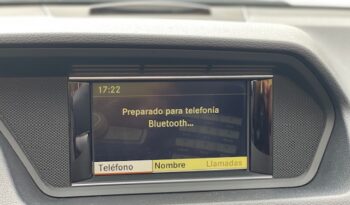 17:22
Preparado para telefonía
Bluetooth...
Teléfono Nombre Llamadas